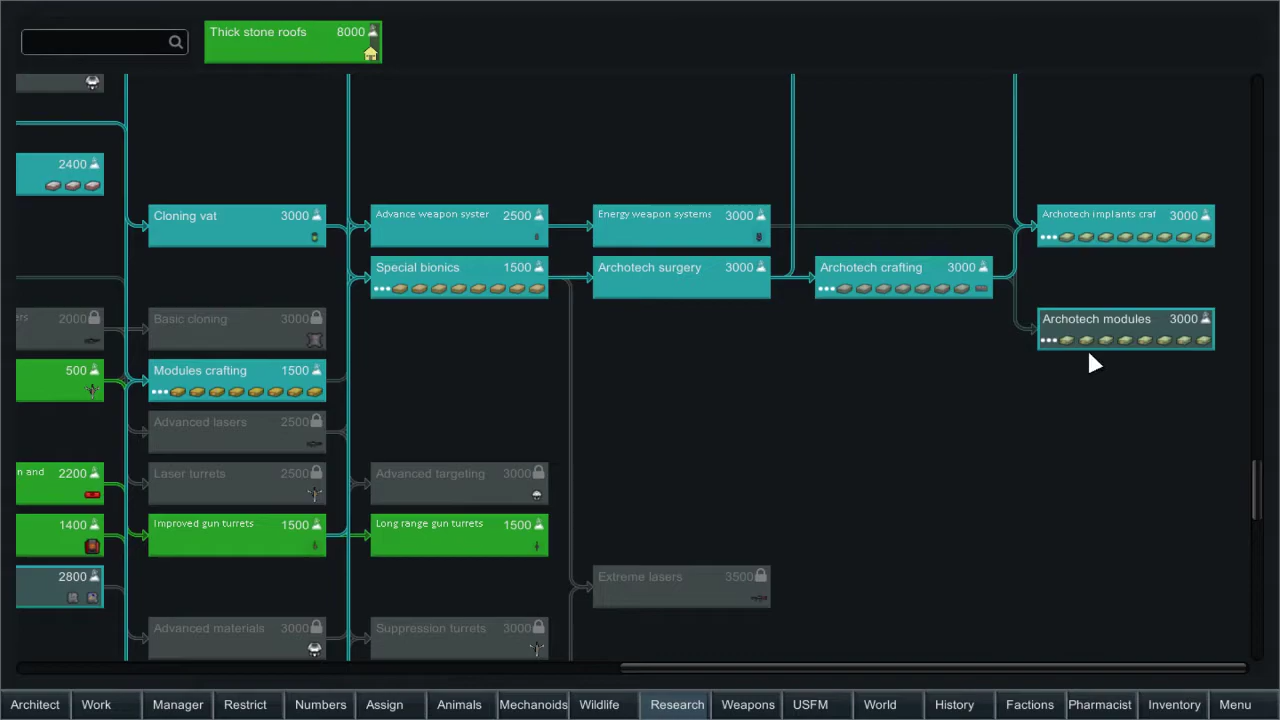 Thick stone roofs 8000
2400
Cloning vat 3000
Advance weapon syster 2500
Energy weapon systems 3000
Archotech implants craf 3000
Special bionics 1500
Archotech surgery 3000
Archotech crafting 3000
ers 2000
Basic cloning 3000
Archotech modules 3000
500
Modules crafting 1500
Advanced lasers 2500
n and 2200
Laser turrets 2500
Advanced targeting 3000
1400
Improved gun turrets 1500
Long range gun turrets 1500
2800
Extreme lasers 3500
Advanced materials 3000
Suppression turrets 3000
Architect Work Manager Restrict Numbers Assign Animals Mechanoids Wildlife Research Weapons USFM World History Factions Pharmacist Inventory Menu